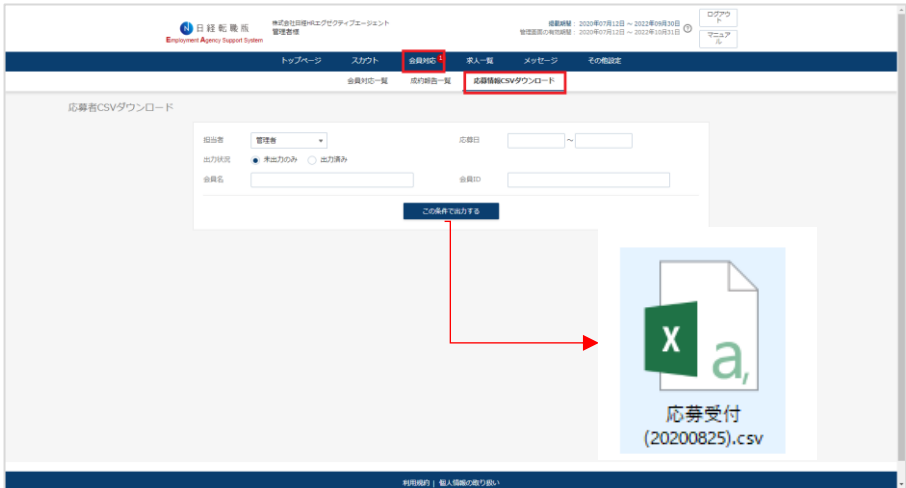 日経転職版
Employment Agency Support System
株式会社日経HRエグゼクティブエージェント
管理者様
掲載期間： 2020年07月12日 ～ 2022年09月30日
管理画面の有効期間： 2020年07月12日 ～ 2022年10月31日
ログアウト
マニュアル
トップページ
スカウト
会員対応 1
求人一覧
メッセージ
その他設定
会員対応一覧
成約報告一覧
応募情報CSVダウンロード
応募者CSVダウンロード
担当者
管理者
応募日
～
出力状況
未出力のみ
出力済み
会員名
会員ID
この条件で出力する
X
a,
応募受付
(20200825).csv
利用規約 | 個人情報の取り扱い